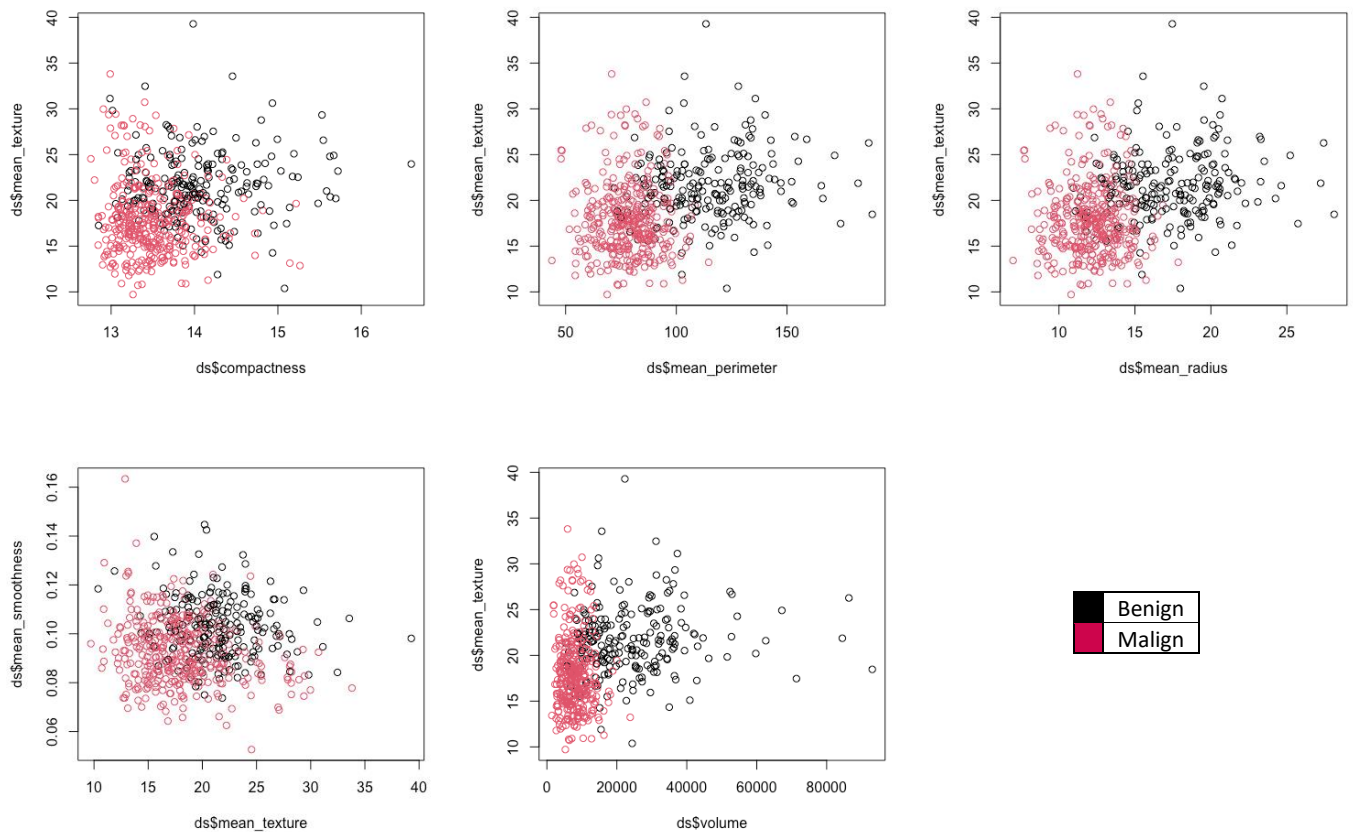 ds$mean_texture
40
35
30
25
20
15
10
13 14 15 16
ds$compactness
ds$mean_texture
40
35
30
25
20
15
10
50 100 150
ds$mean_perimeter
ds$mean_texture
40
35
30
25
20
15
10
10 15 20 25
ds$mean_radius
ds$mean_smoothness
0.16
0.14
0.12
0.10
0.08
0.06
10 15 20 25 30 35 40
ds$mean_texture
ds$mean_texture
40
35
30
25
20
15
10
0 20000 40000 60000 80000
ds$volume
Benign
Malign